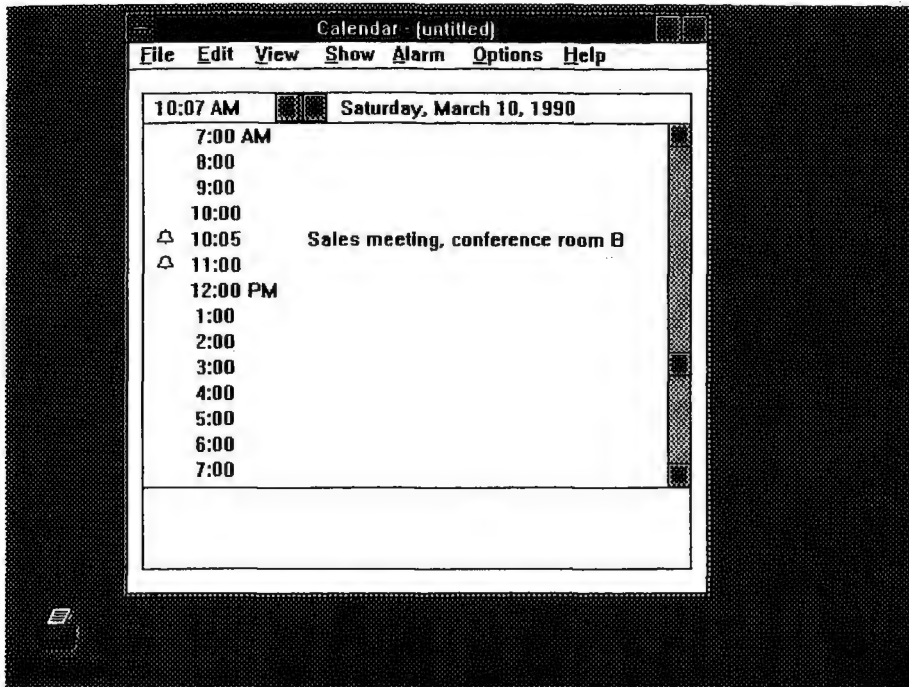 Calendar - (untitled)
File Edit View Show Alarm Options Help
10:07 AM Saturday, March 10, 1990
7:00 AM
8:00
9:00
10:00
10:05 Sales meeting, conference room B
11:00
12:00 PM
1:00
2:00
3:00
4:00
5:00
6:00
7:00